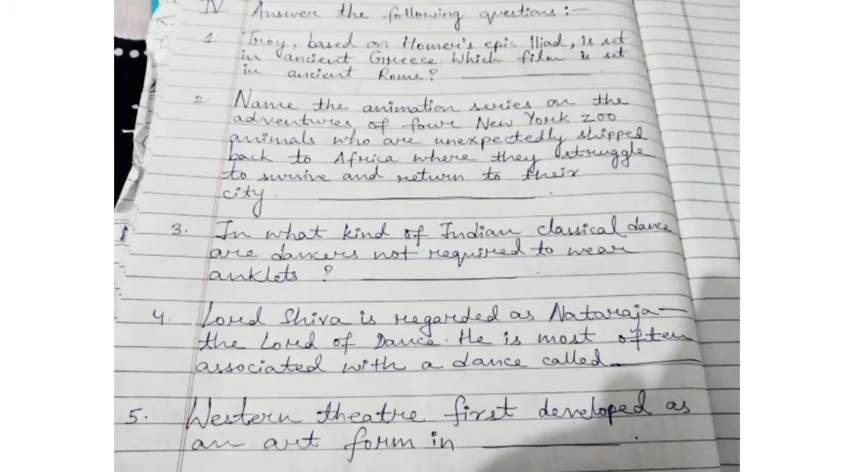 IV Answer the following questions:-
1. Troy, based on Homer's epic Iliad, is set
in ancient Greece. Which film is set
in ancient Rome? ___________
2. Name the animation series on the
adventures of four New York zoo
animals who are unexpectedly shipped
back to Africa where they struggle
to survive and return to their
city. ___________.
3. In what kind of Indian classical dance
are dancers not required to wear
anklets? ___________.
4. Lord Shiva is regarded as Nataraja—
the Lord of Dance. He is most often
associated with a dance called ______
5. Western theatre first developed as
an art form in ___________.